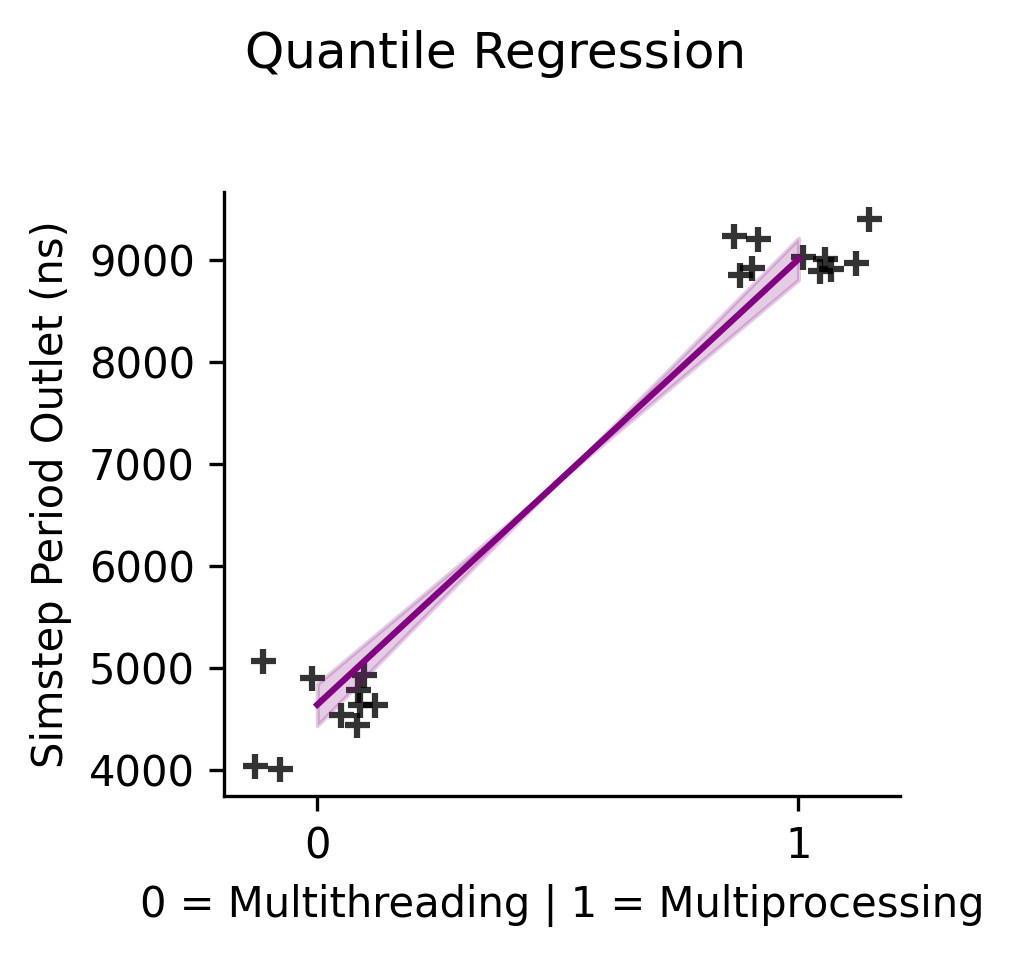 Quantile Regression
Simstep Period Outlet (ns)
9000
8000
7000
6000
5000
4000
0
1
0 = Multithreading | 1 = Multiprocessing